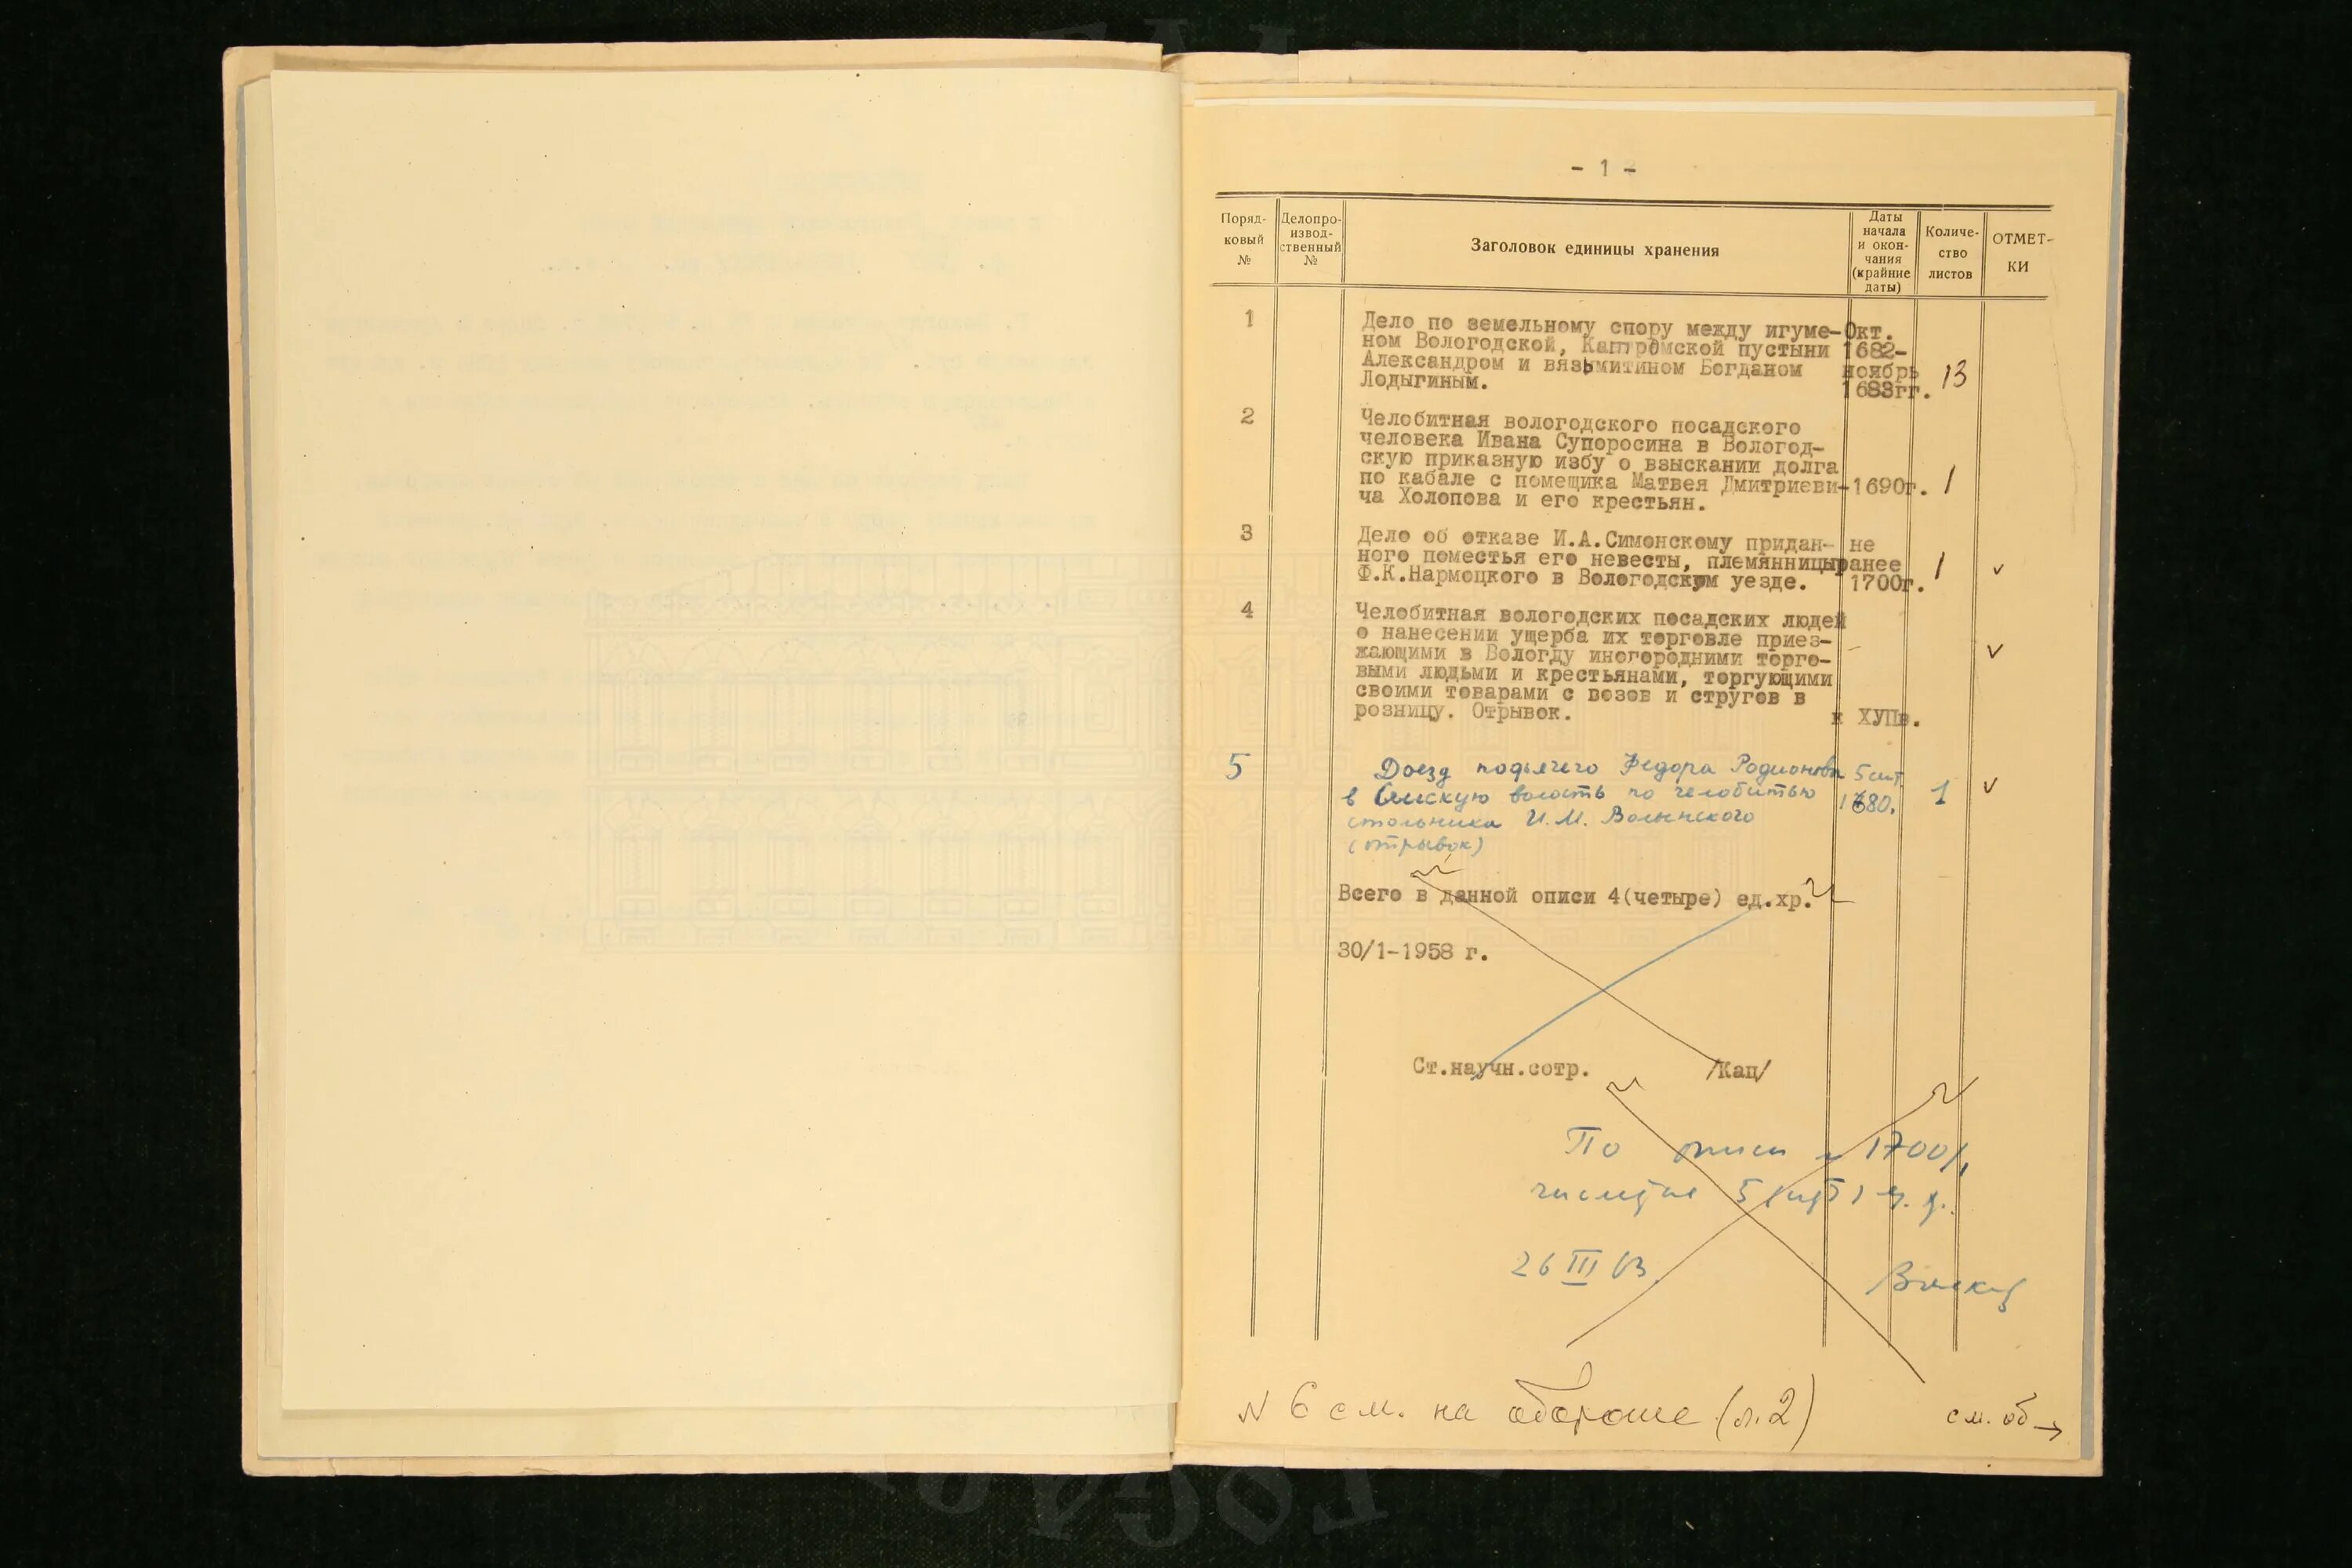 - 1 -
Поряд-
ковый
№
Делопро-
извод-
ственный
№
Заголовок единицы хранения
Даты
начала
и окон-
чания
(крайние
даты)
Количе-
ство
листов
ОТМЕТ-
КИ
1
Дело по земельному спору между игуме-
ном Вологодской, Катромской пустыни
Александром и вязьмитином Богданом
Лодыгиным.
Окт.
1682-
ноябрь
1683гг.
13
2
Челобитная вологодского посадского
человека Ивана Супоросина в Вологод-
скую приказную избу о взыскании долга
по кабале с помещика Матвея Дмитриеви-
ча Холопова и его крестьян.
1690г.
1
3
Дело об отказе И.А.Симонскому придан-
ного поместья его невесты, племянницы
Ф.К.Нармоцкого в Вологодском уезде.
не
ранее
1700г.
1
4
Челобитная вологодских посадских людей
о нанесении ущерба их торговле приез-
жающими в Вологду иногородними торго-
выми людьми и крестьянами, торгующими
своими товарами с возов и стругов в
розницу. Отрывок.
к ХУПв.
5
Доезд подьячего Федора Родионова
в волость по челобитью
стольника И.М. Волынского
(отрывок)
5 сент
1680.
1
Всего в данной описи 4(четыре) ед.хр.
30/1-1958 г.
Ст.научн.сотр. /Кац/
По описи 1700/1
числится 5 (пять) е. х.
26 III 63
N 6 см. на обороте (л.2)
см. об →